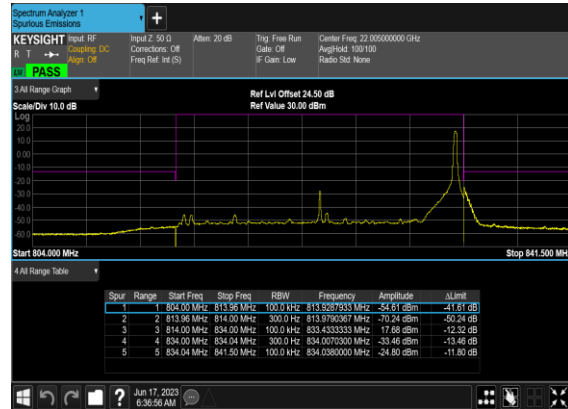 Spectrum Analyzer 1
Spurious Emissions
+
KEYSIGHT Input: RF
R T
Coupling: DC
Align: Off
Input Z: 50 Ω
Corrections: Off
Freq Ref: Int (S)
Atten: 20 dB
Trig: Free Run
Gate: Off
IF Gain: Low
Center Freq: 22.005000000 GHz
Avg|Hold: 100/100
Radio Std: None
PASS
3 All Range Graph
Scale/Div 10.0 dB
Ref Lvl Offset 24.50 dB
Ref Value 30.00 dBm
Log
20.0
10.0
0.00
-10.0
-20.0
-30.0
-40.0
-50.0
-60.0
Start 804.000 MHz
Stop 841.500 MHz
4 All Range Table
Spur Range Start Freq Stop Freq RBW Frequency Amplitude ΔLimit
1 1 804.00 MHz 813.96 MHz 100.0 kHz 813.9287933 MHz -54.61 dBm -41.61 dB
2 2 813.96 MHz 814.00 MHz 300.0 Hz 813.9790367 MHz -70.24 dBm -50.24 dB
3 3 814.00 MHz 834.00 MHz 100.0 kHz 833.4333333 MHz 17.68 dBm -12.32 dB
4 4 834.00 MHz 834.04 MHz 300.0 Hz 834.0070300 MHz -33.46 dBm -13.46 dB
5 5 834.04 MHz 841.50 MHz 100.0 kHz 834.0380000 MHz -24.80 dBm -11.80 dB
?
Jun 17, 2023
6:36:56 AM